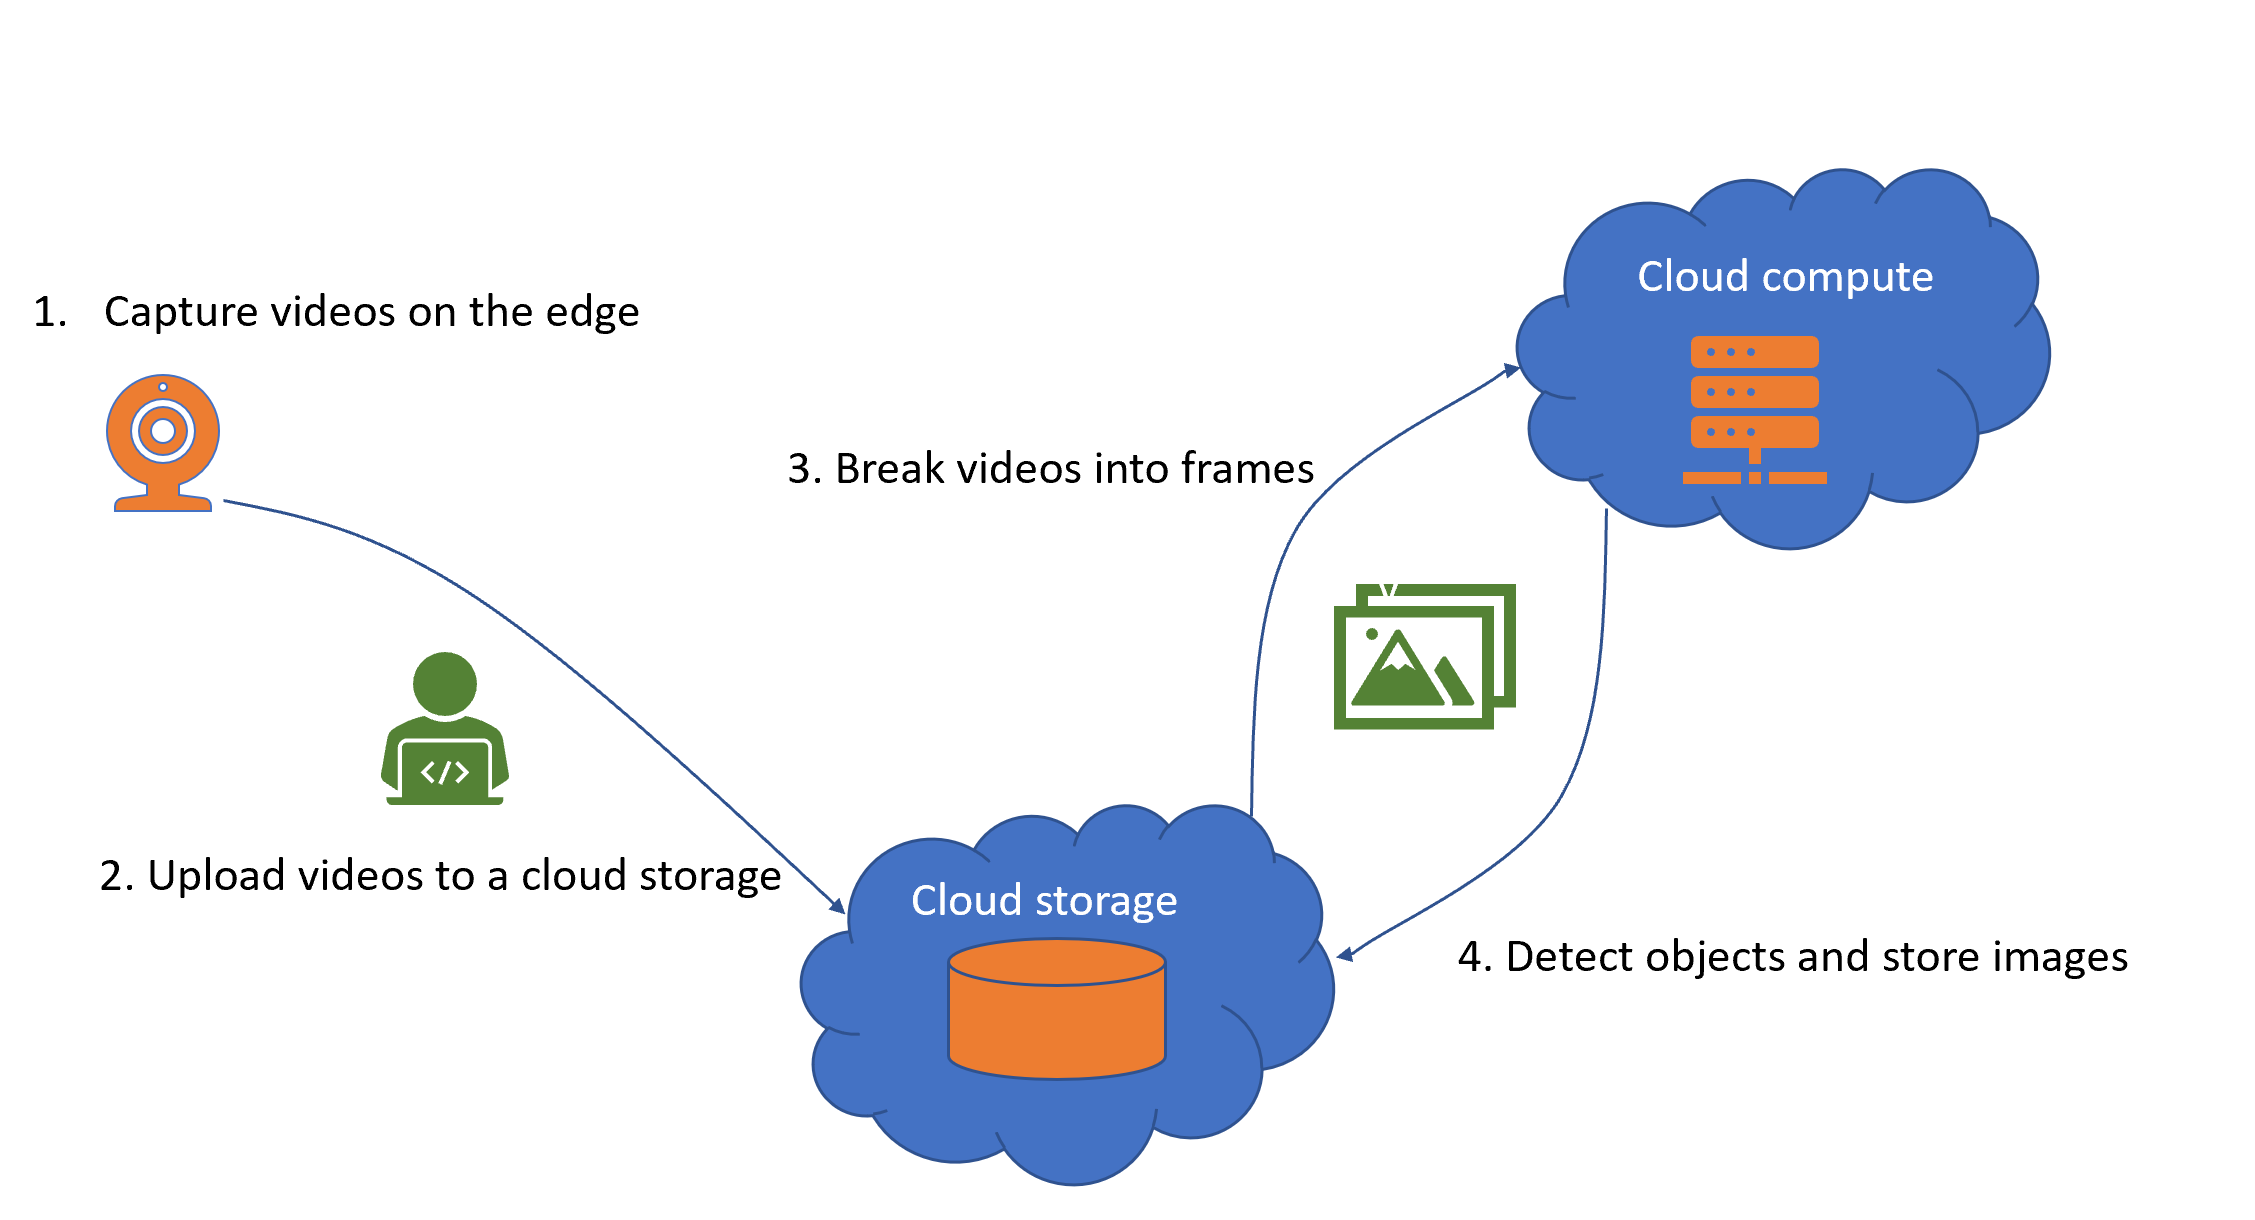 1. Capture videos on the edge
Cloud compute
3. Break videos into frames
</>
2. Upload videos to a cloud storage
Cloud storage
4. Detect objects and store images